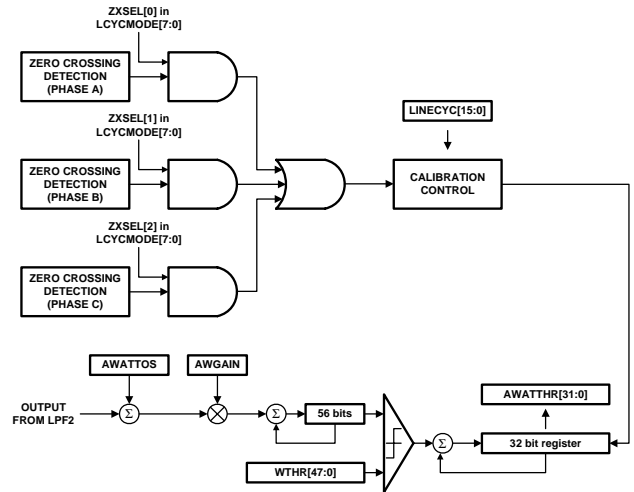 ZXSEL[0] in
LCYCMODE[7:0]
ZERO CROSSING
DETECTION
(PHASE A)
ZXSEL[1] in
LCYCMODE[7:0]
ZERO CROSSING
DETECTION
(PHASE B)
ZXSEL[2] in
LCYCMODE[7:0]
ZERO CROSSING
DETECTION
(PHASE C)
LINECYC[15:0]
CALIBRATION
CONTROL
AWATTOS
AWGAIN
OUTPUT
FROM LPF2
Σ
Σ
56 bits
WTHR[47:0]
Σ
AWATTHR[31:0]
32 bit register